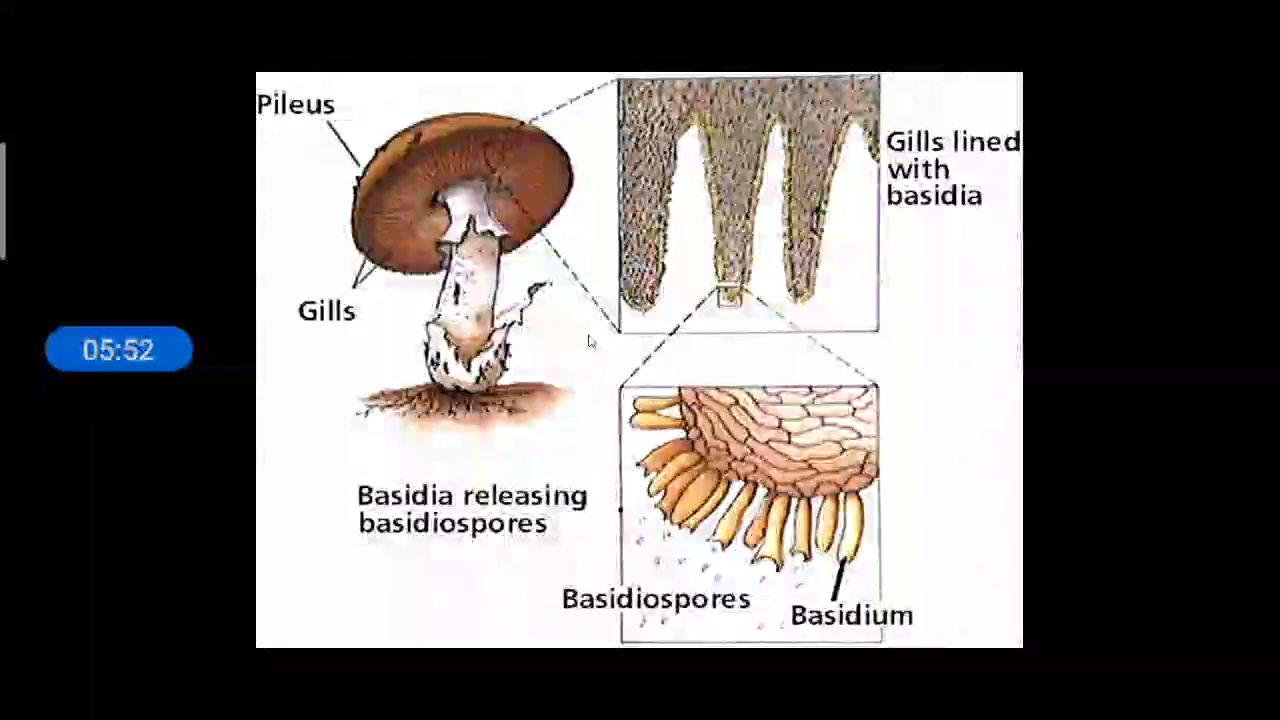 Pileus
Gills lined
with
basidia
Gills
05:52
Basidia releasing
basidiospores
Basidiospores
Basidium